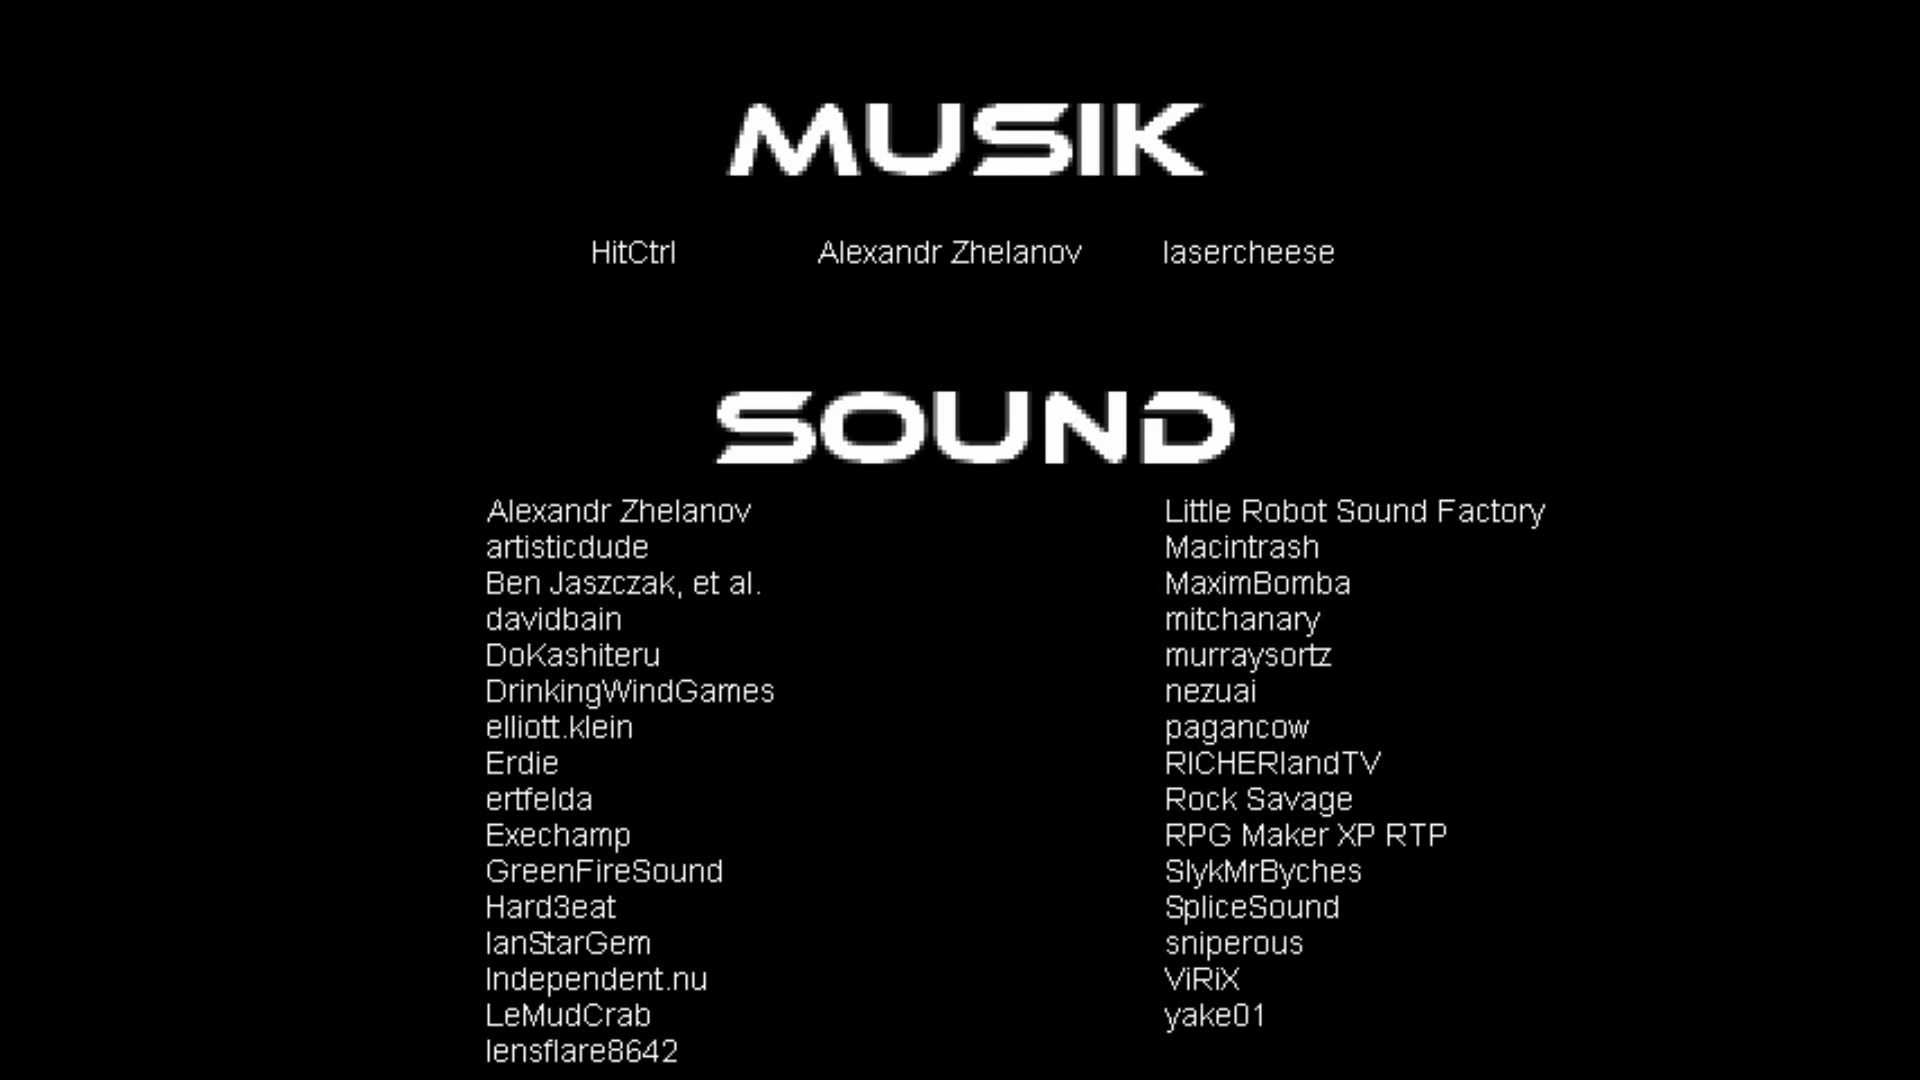 MUSIK
HitCtrl Alexandr Zhelanov lasercheese
SOUND
Alexandr Zhelanov
artisticdude
Ben Jaszczak, et al.
davidbain
DoKashiteru
DrinkingWindGames
elliott.klein
Erdie
ertfelda
Exechamp
GreenFireSound
Hard3eat
IanStarGem
Independent.nu
LeMudCrab
lensflare8642
Little Robot Sound Factory
Macintrash
MaximBomba
mitchanary
murraysortz
nezuai
pagancow
RICHERlandTV
Rock Savage
RPG Maker XP RTP
SlykMrByches
SpliceSound
sniperous
ViRiX
yake01